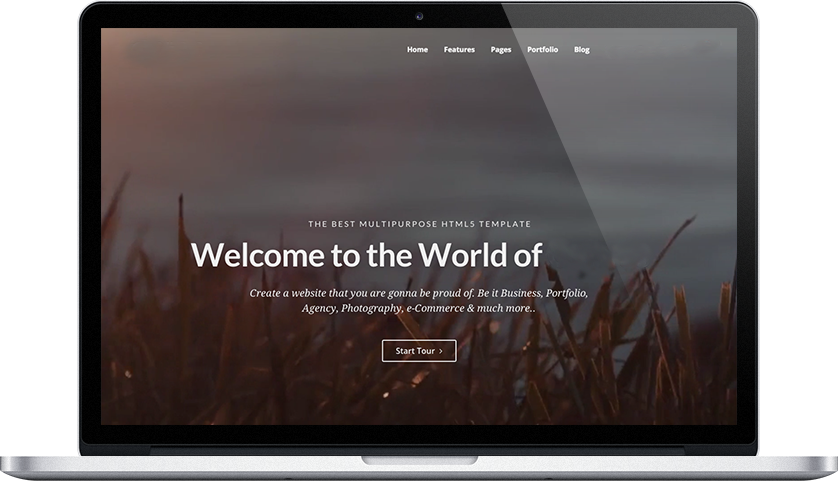 Home Features Pages Portfolio Blog
THE BEST MULTIPURPOSE HTML5 TEMPLATE
Welcome to the World of
Create a website that you are gonna be proud of. Be it Business, Portfolio,
Agency, Photography, e-Commerce & much more..
Start Tour ›